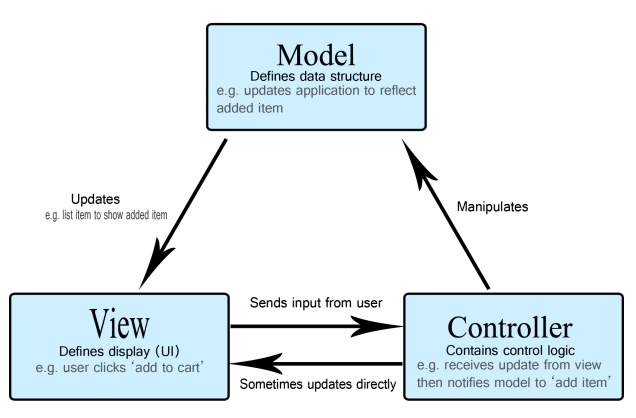 Model
Defines data structure
e.g. updates application to reflect
added item
Updates
e.g. list item to show added item
Manipulates
View
Defines display (UI)
e.g. user clicks ‘add to cart’
Sends input from user
Sometimes updates directly
Controller
Contains control logic
e.g. receives update from view
then notifies model to ‘add item’